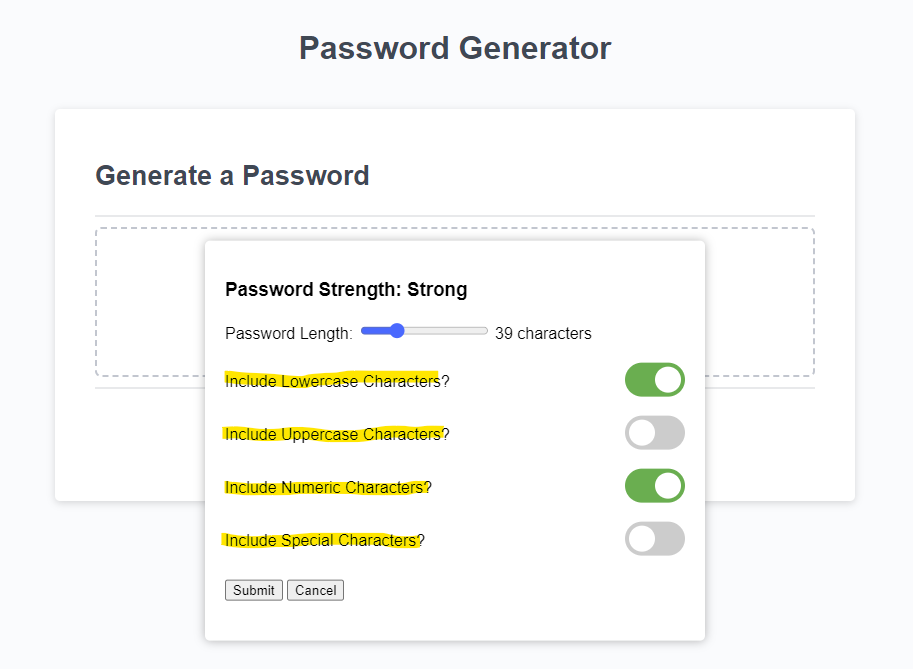 Password Generator
Generate a Password
Password Strength: Strong
Password Length: 39 characters
Include Lowercase Characters?
Include Uppercase Characters?
Include Numeric Characters?
Include Special Characters?
Submit Cancel